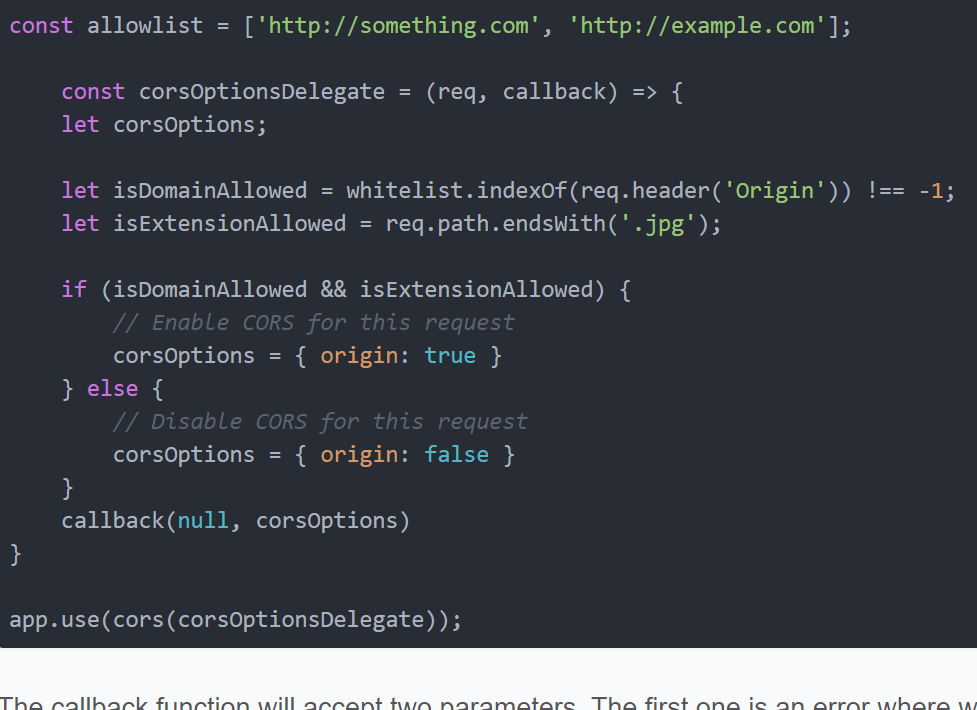 const allowlist = ['http://something.com', 'http://example.com'];
const corsOptionsDelegate = (req, callback) => {
let corsOptions;
let isDomainAllowed = whitelist.indexOf(req.header('Origin')) !== -1;
let isExtensionAllowed = req.path.endsWith('.jpg');
if (isDomainAllowed && isExtensionAllowed) {
// Enable CORS for this request
corsOptions = { origin: true }
} else {
// Disable CORS for this request
corsOptions = { origin: false }
}
callback(null, corsOptions)
}
app.use(cors(corsOptionsDelegate));
The callback function will accept two parameters. The first one is an error where